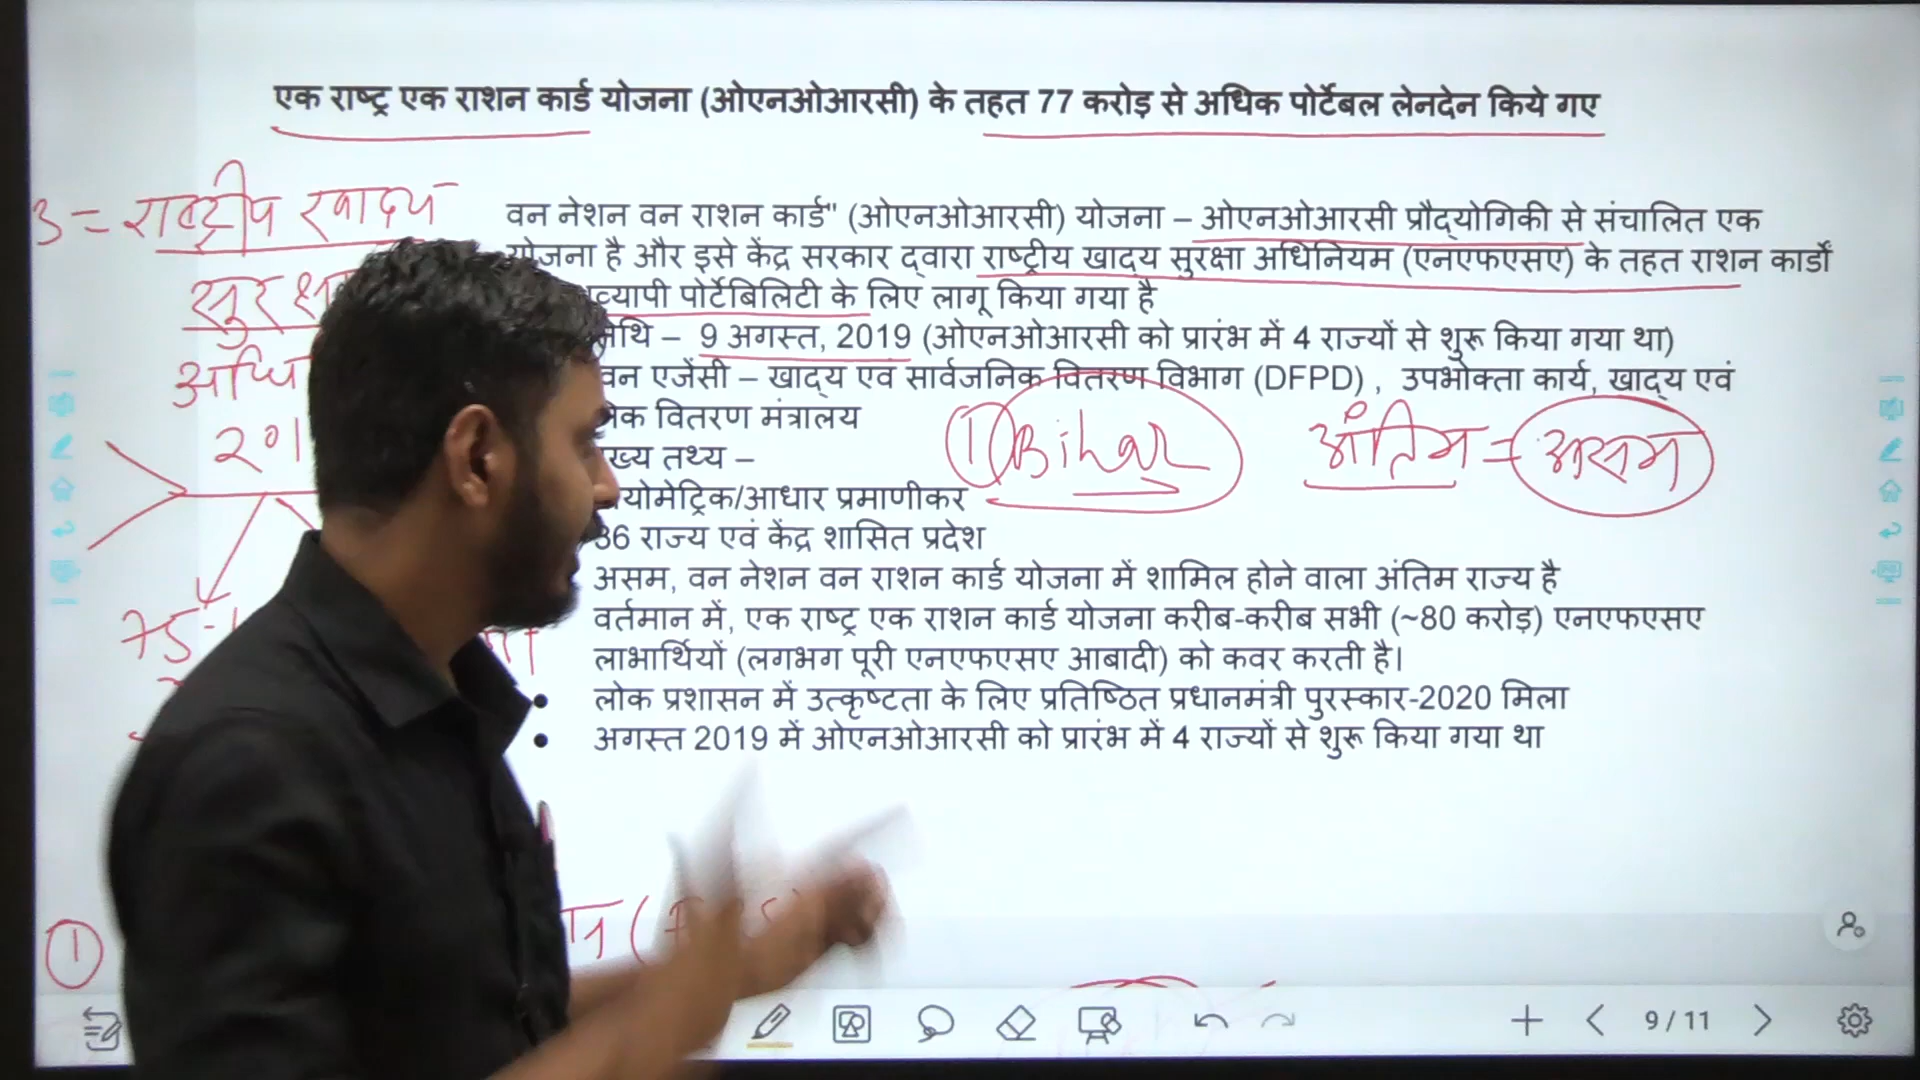 एक राष्ट्र एक राशन कार्ड योजना (ओएनओआरसी) के तहत 77 करोड़ से अधिक पोर्टेबल लेनदेन किये गए
3 = राष्ट्रीय खाद्य
सुरक्षा
अधि
201
75-
वन नेशन वन राशन कार्ड" (ओएनओआरसी) योजना – ओएनओआरसी प्रौद्योगिकी से संचालित एक
योजना है और इसे केंद्र सरकार द्वारा राष्ट्रीय खाद्य सुरक्षा अधिनियम (एनएफएसए) के तहत राशन कार्डों
व्यापी पोर्टेबिलिटी के लिए लागू किया गया है
– 9 अगस्त, 2019 (ओएनओआरसी को प्रारंभ में 4 राज्यों से शुरू किया गया था)
एजेंसी – खाद्य एवं सार्वजनिक वितरण विभाग (DFPD) , उपभोक्ता कार्य, खाद्य एवं
वितरण मंत्रालय
① Bihar
अंतिम = असम
तथ्य –
योमेट्रिक/आधार प्रमाणीकर
36 राज्य एवं केंद्र शासित प्रदेश
असम, वन नेशन वन राशन कार्ड योजना में शामिल होने वाला अंतिम राज्य है
वर्तमान में, एक राष्ट्र एक राशन कार्ड योजना करीब-करीब सभी (~80 करोड़) एनएफएसए
लाभार्थियों (लगभग पूरी एनएफएसए आबादी) को कवर करती है।
• लोक प्रशासन में उत्कृष्टता के लिए प्रतिष्ठित प्रधानमंत्री पुरस्कार-2020 मिला
• अगस्त 2019 में ओएनओआरसी को प्रारंभ में 4 राज्यों से शुरू किया गया था
①
9 / 11